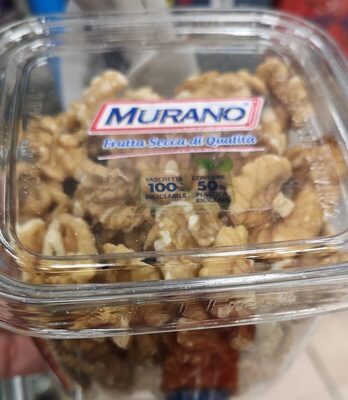 MURANO
Frutta Secca di Qualità
VASCHETTA
100%
RICICLABILE
CONTIENE
50%
PLASTICA
RICICLATA